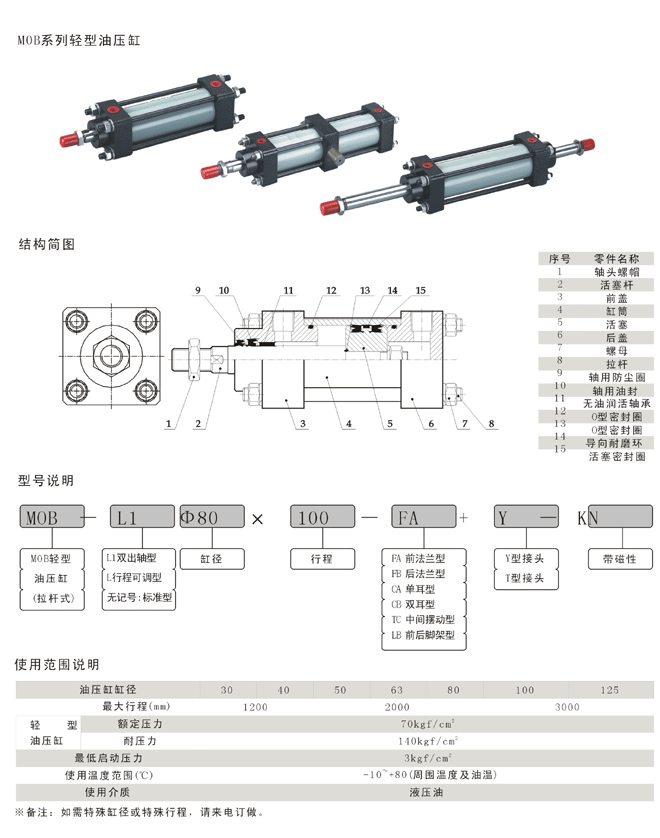 MOB系列轻型油压缸
结构简图
9 10 11 12 13 14 15
1 2 3 4 5 6 7 8
序号 零件名称
1 轴头螺帽
2 活塞杆
3 前盖
4 缸筒
5 活塞
6 后盖
7 螺母
8 拉杆
9 轴用防尘圈
10 轴用油封
11 无油润活轴承
12 O型密封圈
13 O型密封圈
14 导向耐磨环
15 活塞密封圈
型号说明
MOB — L1 Φ80 × 100 — FA + Y — KN
MOB轻型
油压缸
(拉杆式)
L1双出轴型
L行程可调型
无记号:标准型
缸径
行程
FA 前法兰型
FB 后法兰型
CA 单耳型
CB 双耳型
TC 中间摆动型
LB 前后脚架型
Y型接头
T型接头
带磁性
使用范围说明
油压缸缸径 30 40 50 63 80 100 125
最大行程(mm) 1200 2000 3000
轻型油压缸 额定压力 70kgf/cm²
耐压力 140kgf/cm²
最低启动压力 3kgf/cm²
使用温度范围(℃) -10~+80(周围温度及油温)
使用介质 液压油
※备注: 如需特殊缸径或特殊行程, 请来电订做。